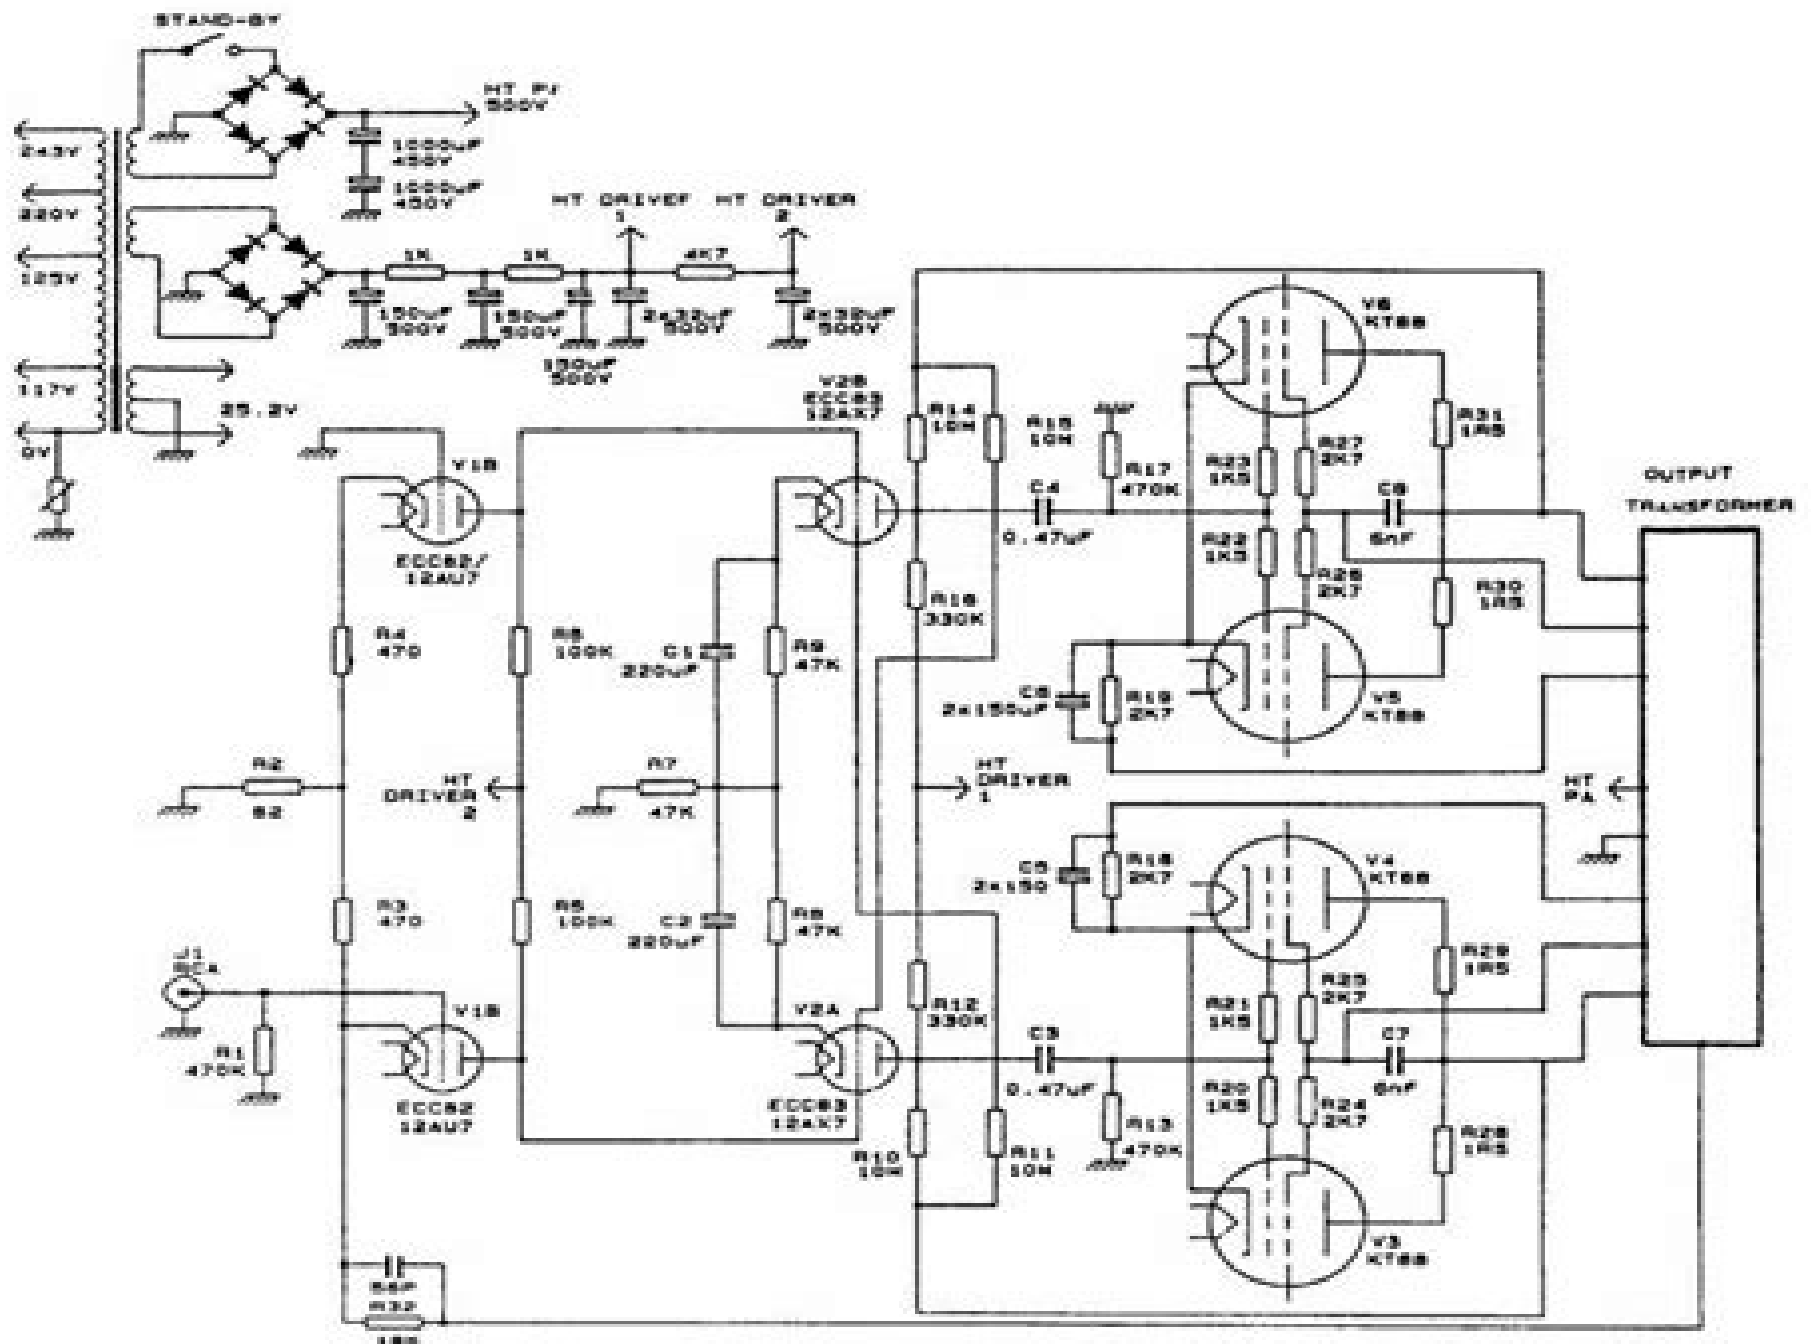 STAND-BY
HT P/
500V
243V
1000uF
450V
1000uF
450V
220V
HT DRIVEF
1
HT DRIVER
2
125V
1K
1K
4K7
150uF
500V
150uF
500V
2x32uF
500V
2x32uF
500V
150uF
500V
117V
25.2V
0V
V6
KT88
V2B
ECC83
12AX7
R14
10M
R15
10M
R17
470K
R23
1K5
R27
2K7
R31
1R5
V1B
C4
0.47uF
C8
6nF
OUTPUT
TRANSFORMER
ECC82/
12AU7
R22
1K5
R26
2K7
R30
1R5
R16
330K
R4
470
100K
C1
220uF
R9
47K
2x150uF
R19
2K7
V5
KT88
R2
82
HT
DRIVER
2
R7
47K
HT
DRIVER
1
HT
PA
C5
2x150
R18
2K7
V4
KT88
R3
470
R6
100K
C2
220uF
47K
J1
RCA
R29
1R5
V1B
V2A
R12
330K
C3
0.47uF
R21
1K5
R25
2K7
C7
6nF
R1
470K
ECC82
12AU7
ECC83
12AX7
R20
1K5
R24
2K7
R28
1R5
R10
10M
R11
10M
R13
470K
V3
KT88
56P
R32